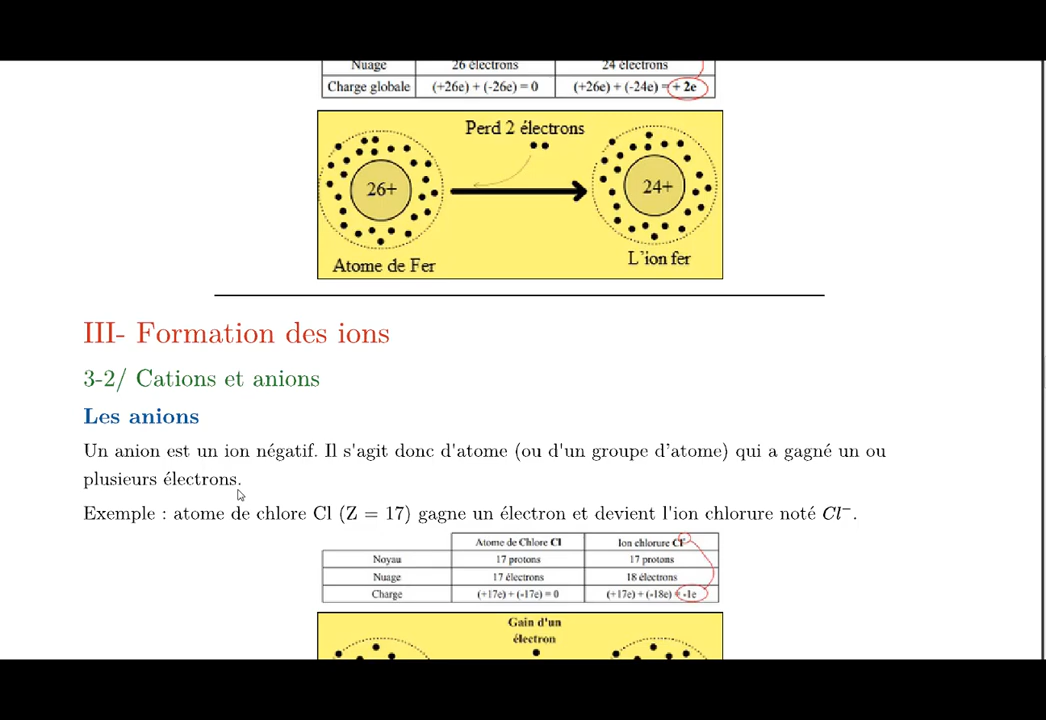 Nuage 26 électrons 24 électrons
Charge globale (+26e) + (-26e) = 0 (+26e) + (-24e) = + 2e
Perd 2 électrons
26+ 24+
Atome de Fer L'ion fer
III- Formation des ions
3-2/ Cations et anions
Les anions
Un anion est un ion négatif. Il s'agit donc d'atome (ou d'un groupe d'atome) qui a gagné un ou
plusieurs électrons.
Exemple : atome de chlore Cl (Z = 17) gagne un électron et devient l'ion chlorure noté Cl⁻.
Atome de Chlore Cl Ion chlorure Cl⁻
Noyau 17 protons 17 protons
Nuage 17 électrons 18 électrons
Charge (+17e) + (-17e) = 0 (+17e) + (-18e) = -1e
Gain d'un
électron